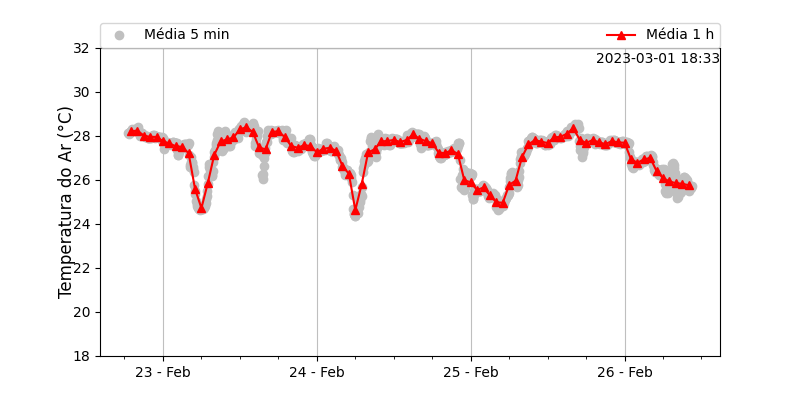 Média 5 min
Média 1 h
2023-03-01 18:33
Temperatura do Ar (°C)
32
30
28
26
24
22
20
18
23 - Feb
24 - Feb
25 - Feb
26 - Feb